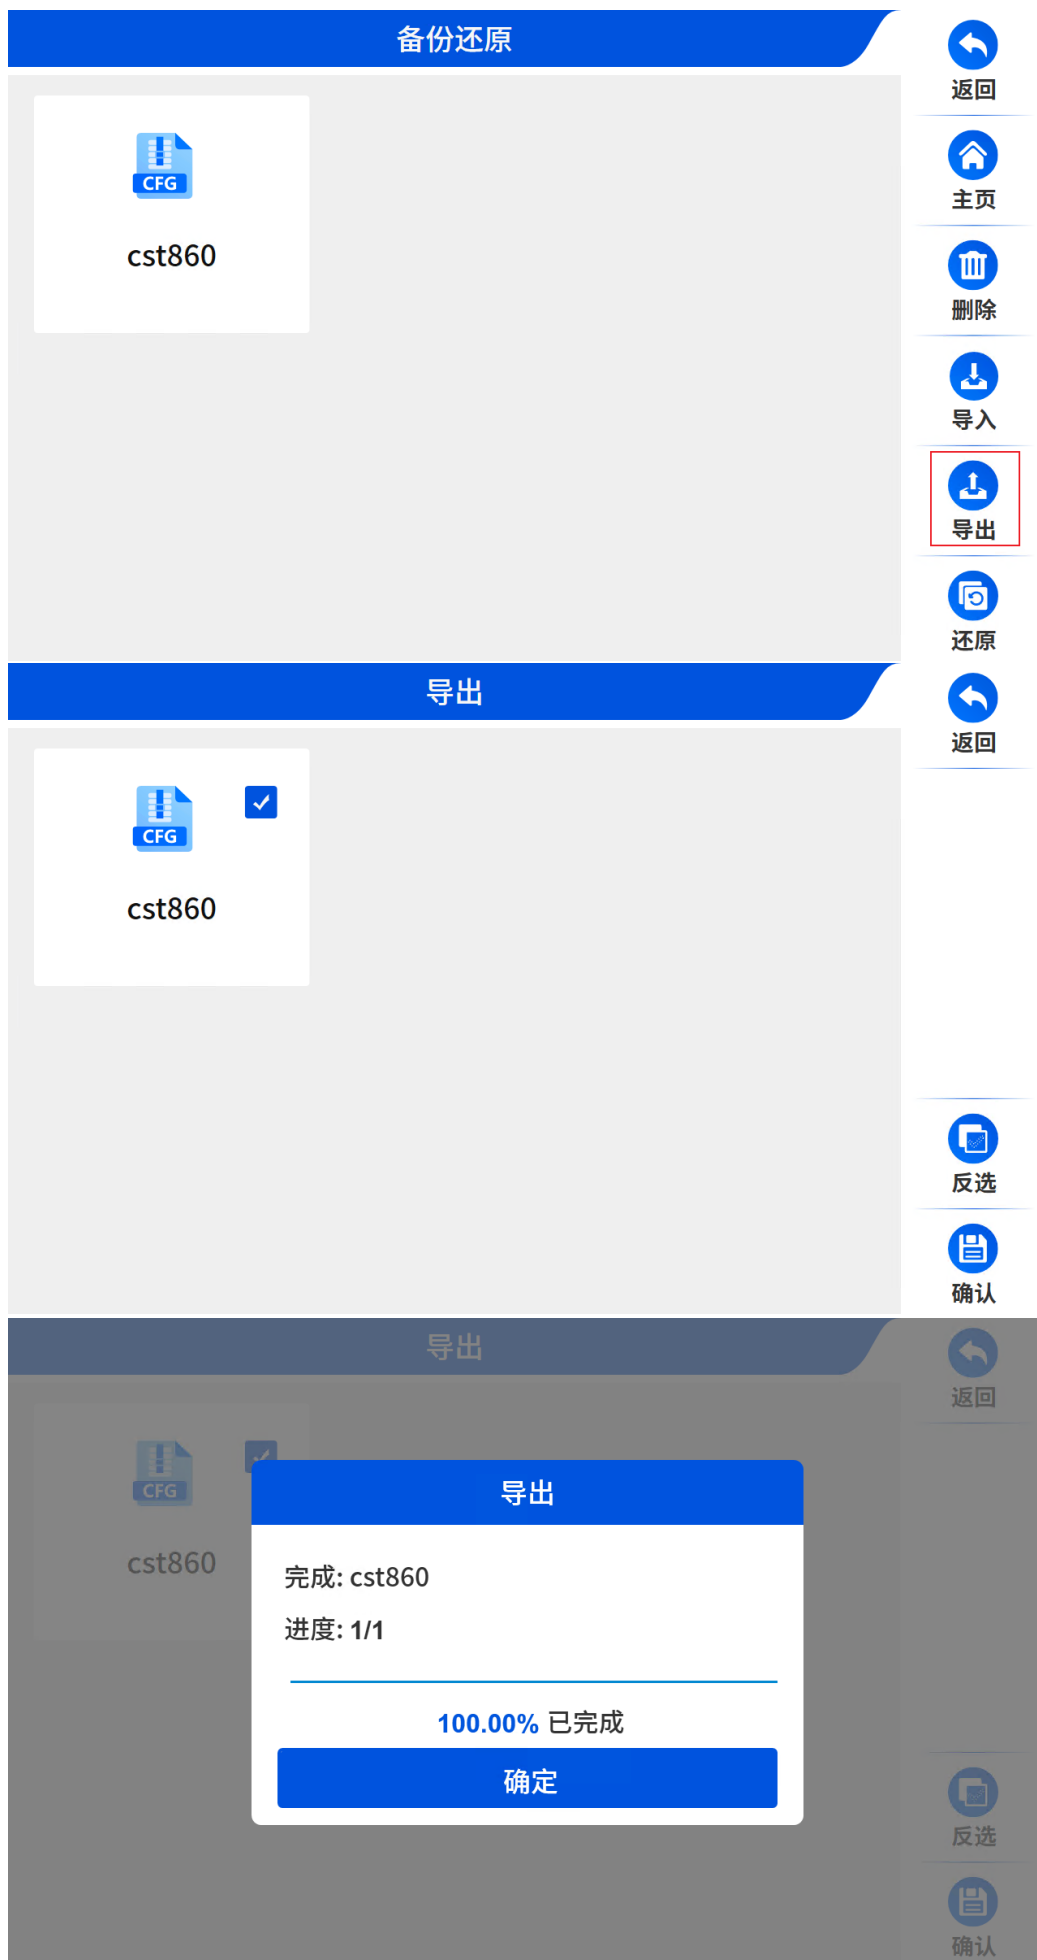 备份还原
返回
CFG
cst860
主页
删除
导入
导出
还原
导出
返回
CFG
cst860
反选
确认
导出
返回
CFG
cst860
导出
完成: cst860
进度: 1/1
100.00% 已完成
确定
反选
确认